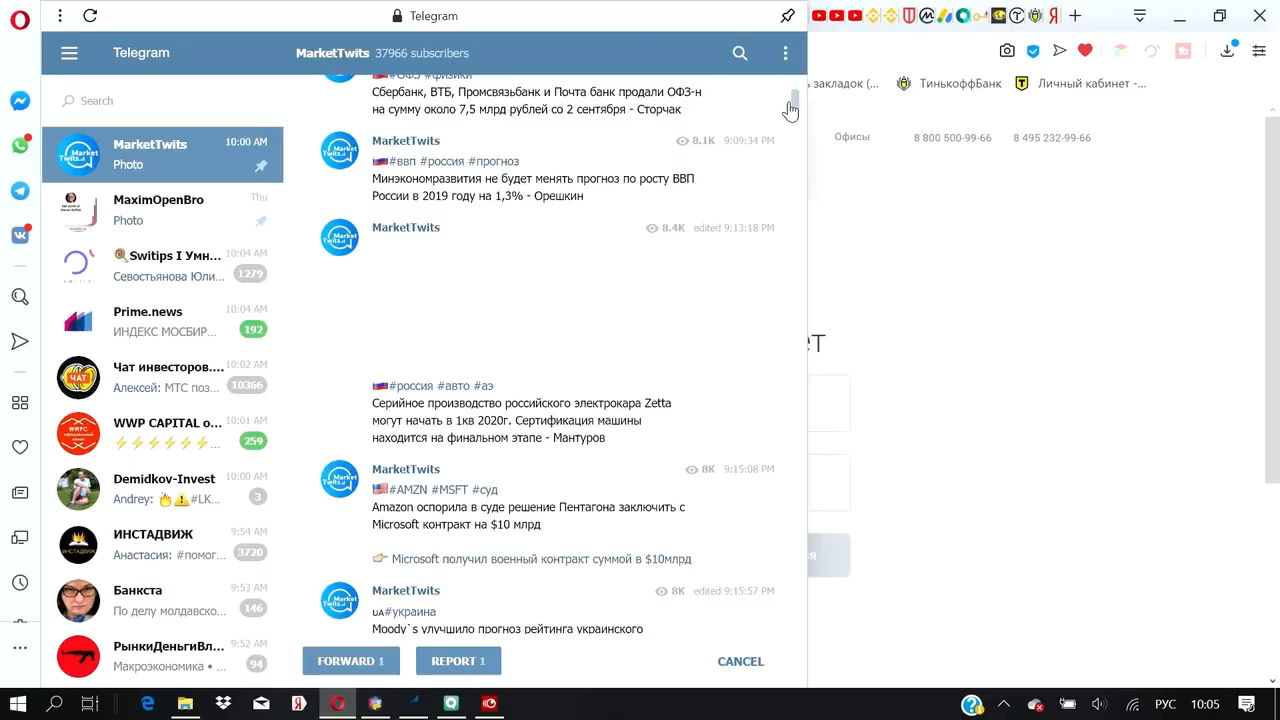 Telegram
Telegram
MarketTwits 37966 subscribers
Search
MarketTwits 10:00 AM
Photo
MaximOpenBro Thu
Photo
Switips I Умн... 10:04 AM
Севостьянова Юли... 1279
Prime.news 10:04 AM
ИНДЕКС МОСБИР... 192
Чат инвесторов.... 10:02 AM
Алексей: МТС поз... 10366
WWP CAPITAL о... 10:01 AM
259
Demidkov-Invest 10:00 AM
Andrey: #LK... 3
ИНСТАДВИЖ 9:54 AM
Анастасия: #помог... 3720
Банкста 9:53 AM
По делу молдавско... 146
РынкиДеньгиВл... 9:52 AM
Макроэкономика • ... 94
#ОФЗ #физики
Сбербанк, ВТБ, Промсвязьбанк и Почта банк продали ОФЗ-н
на сумму около 7,5 млрд рублей со 2 сентября - Сторчак
MarketTwits 8.1K 9:09:34 PM
#ввп #россия #прогноз
Минэкономразвития не будет менять прогноз по росту ВВП
России в 2019 году на 1,3% - Орешкин
MarketTwits 8.4K edited 9:13:18 PM
#россия #авто #аэ
Серийное производство российского электрокара Zetta
могут начать в 1кв 2020г. Сертификация машины
находится на финальном этапе - Мантуров
MarketTwits 8K 9:15:08 PM
#AMZN #MSFT #суд
Amazon оспорила в суде решение Пентагона заключить с
Microsoft контракт на $10 млрд
Microsoft получил военный контракт суммой в $10млрд
MarketTwits 8K edited 9:15:57 PM
UA#украина
Moody`s улучшило прогноз рейтинга украинского
FORWARD 1 REPORT 1 CANCEL
ь закладок (... ТинькоффБанк Личный кабинет -...
Офисы 8 800 500-99-66 8 495 232-99-66
ет
я
РУС 10:05